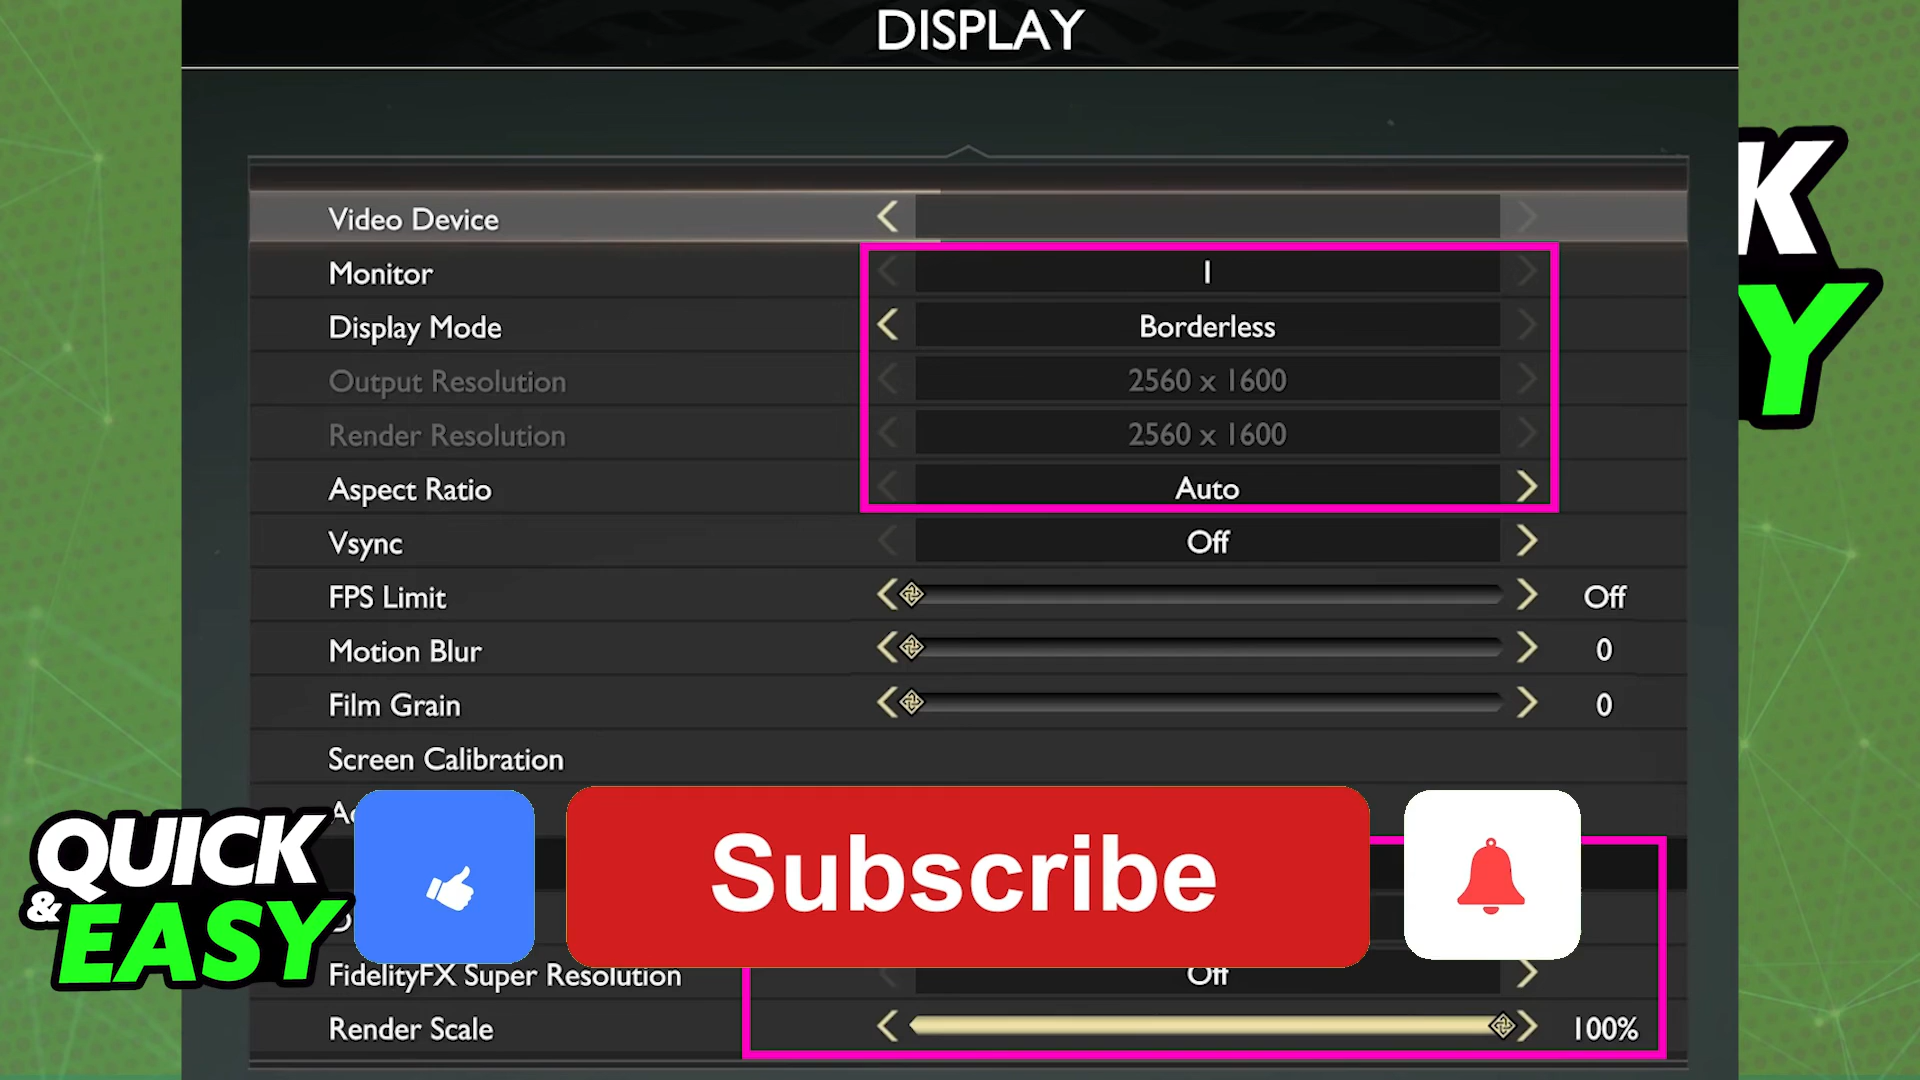 DISPLAY
Video Device
Monitor 1
Display Mode Borderless
Output Resolution 2560 x 1600
Render Resolution 2560 x 1600
Aspect Ratio Auto
Vsync Off
FPS Limit Off
Motion Blur 0
Film Grain 0
Screen Calibration
Subscribe
QUICK
& EASY
FidelityFX Super Resolution Off
Render Scale 100%
K
Y